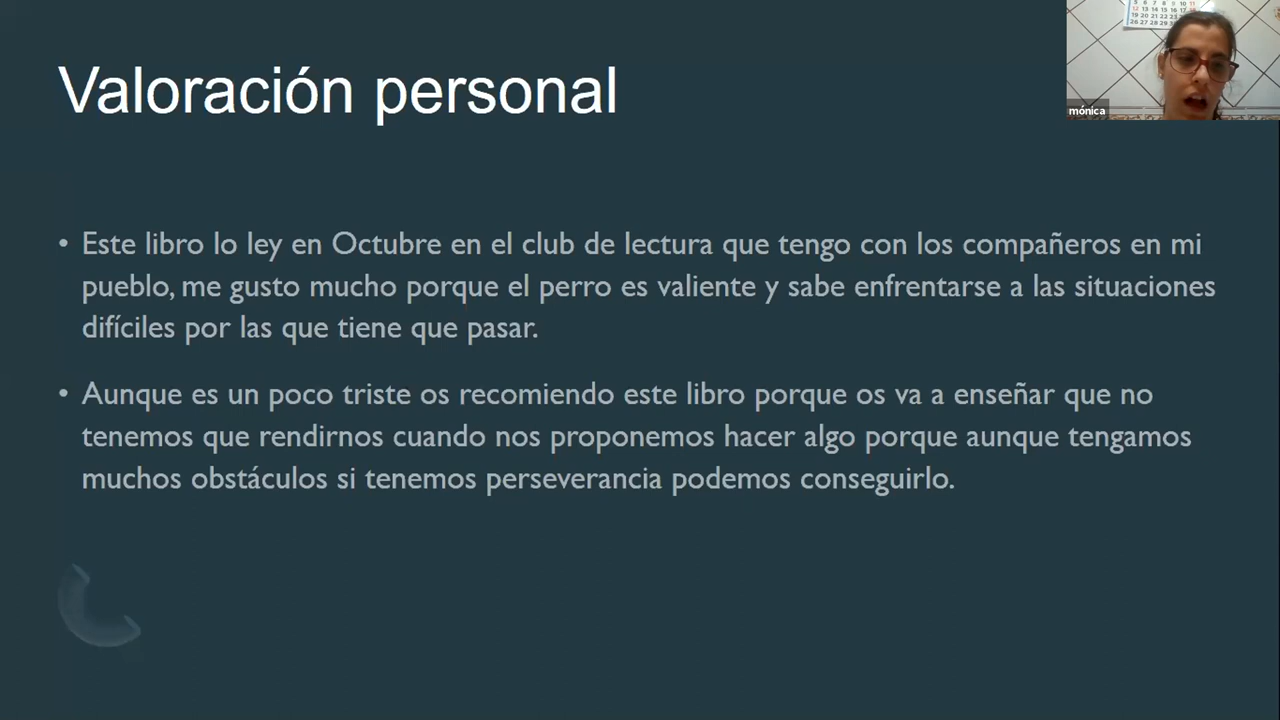 Valoración personal
mónica
• Este libro lo ley en Octubre en el club de lectura que tengo con los compañeros en mi
pueblo, me gusto mucho porque el perro es valiente y sabe enfrentarse a las situaciones
difíciles por las que tiene que pasar.
• Aunque es un poco triste os recomiendo este libro porque os va a enseñar que no
tenemos que rendirnos cuando nos proponemos hacer algo porque aunque tengamos
muchos obstáculos si tenemos perseverancia podemos conseguirlo.